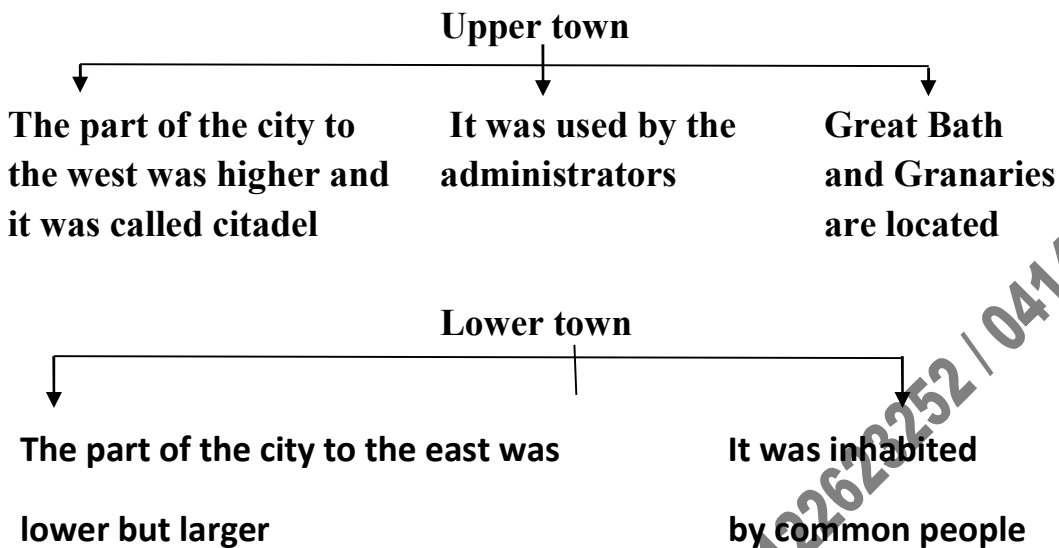 Upper town
The part of the city to
the west was higher and
it was called citadel
It was used by the
administrators
Great Bath
and Granaries
are located
Lower town
The part of the city to the east was
lower but larger
It was inhabited
by common people